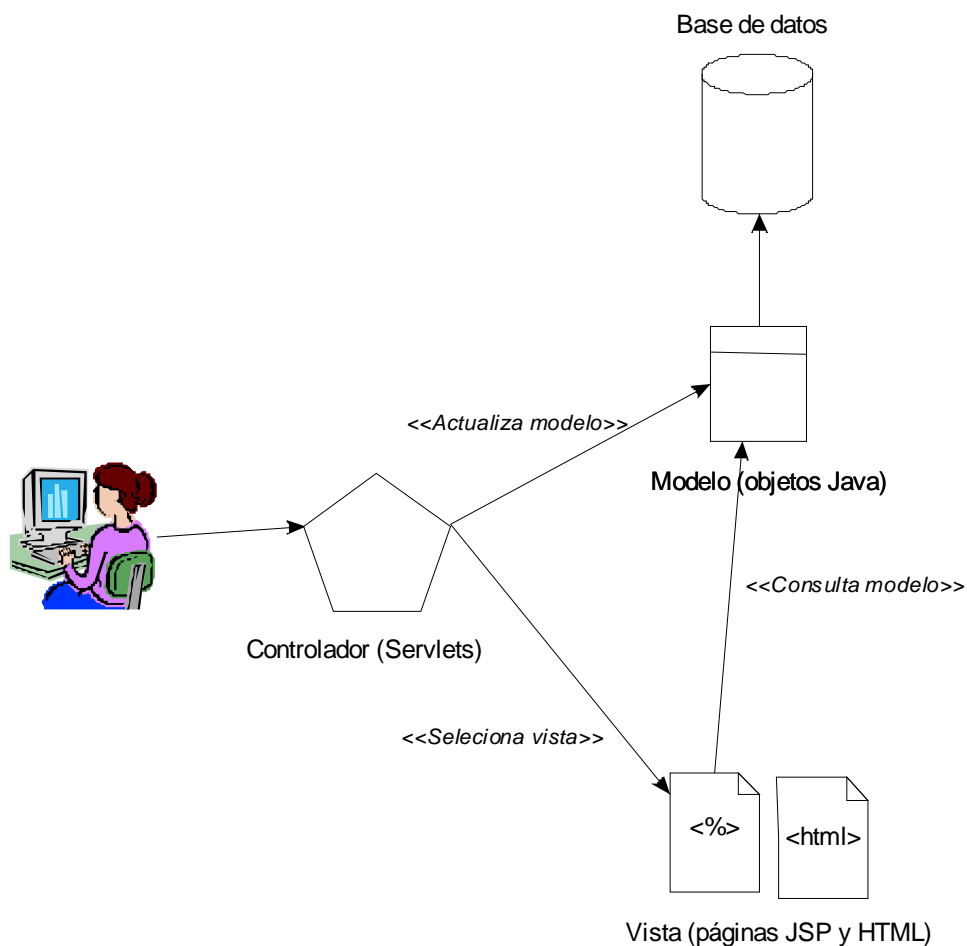 Base de datos
<<Actualiza modelo>>
Modelo (objetos Java)
<<Consulta modelo>>
Controlador (Servlets)
<<Seleciona vista>>
<%>
<html>
Vista (páginas JSP y HTML)